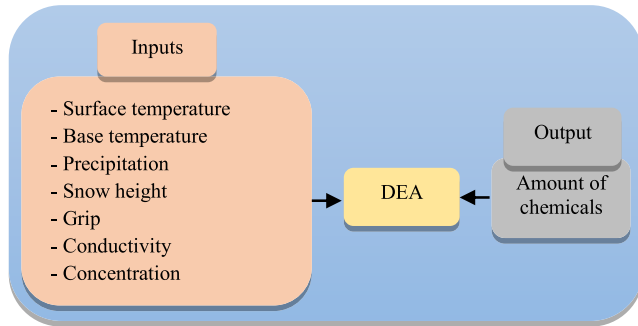 Inputs
- Surface temperature
- Base temperature
- Precipitation
- Snow height
- Grip
- Conductivity
- Concentration
DEA
Output
Amount of
chemicals